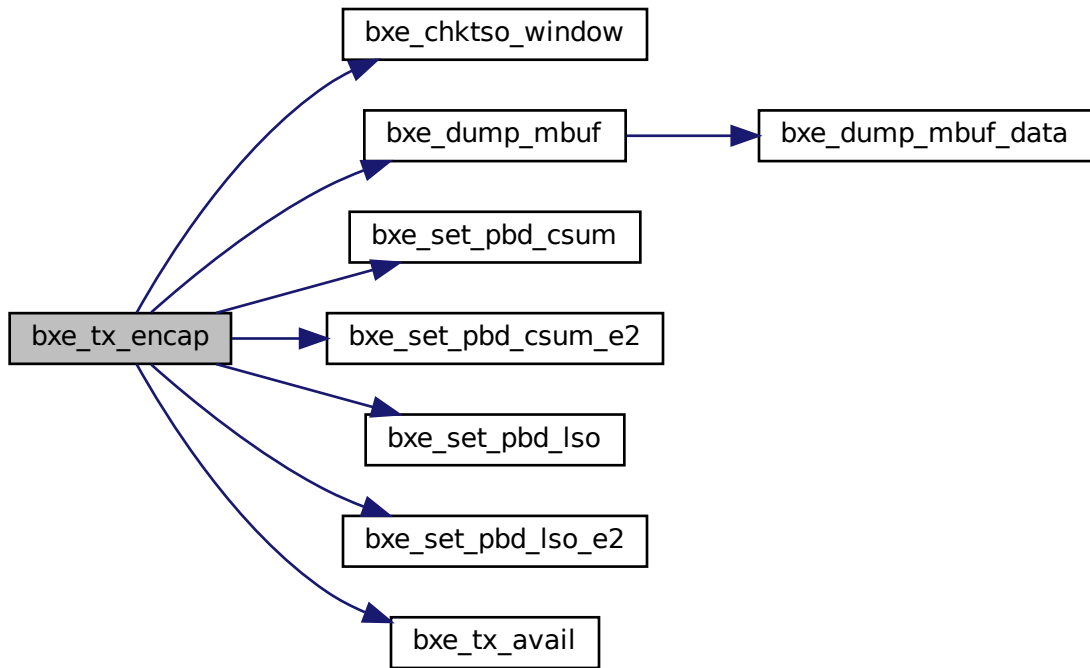 bxe_chktso_window
bxe_dump_mbuf
bxe_dump_mbuf_data
bxe_set_pbd_csum
bxe_tx_encap
bxe_set_pbd_csum_e2
bxe_set_pbd_lso
bxe_set_pbd_lso_e2
bxe_tx_avail